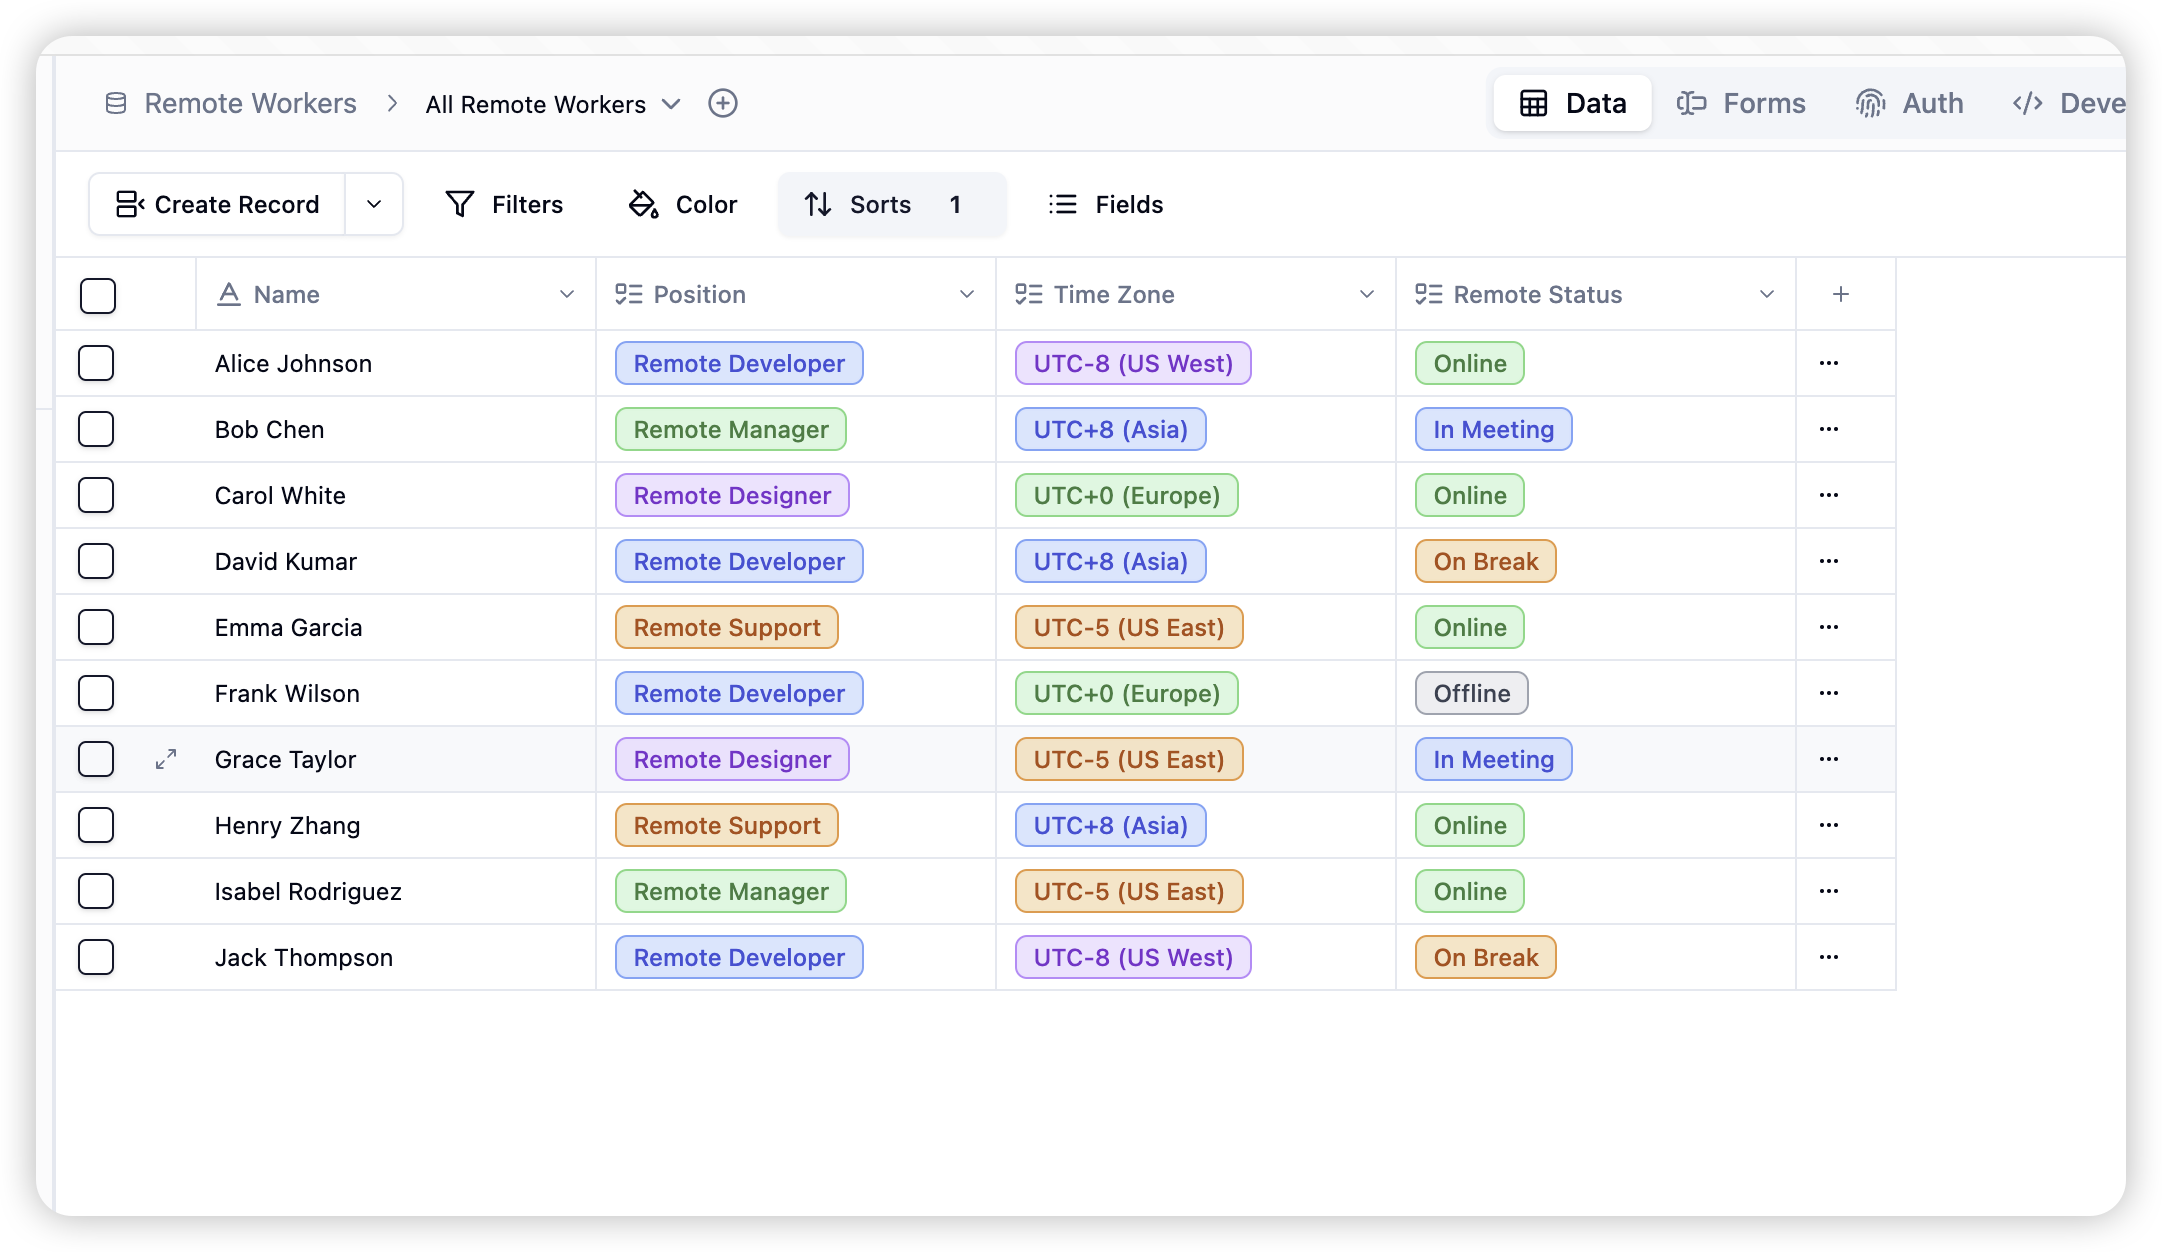 Remote Workers > All Remote Workers
Data Forms Auth </> Deve
Create Record Filters Color Sorts 1 Fields
Name Position Time Zone Remote Status +
Alice Johnson Remote Developer UTC-8 (US West) Online ...
Bob Chen Remote Manager UTC+8 (Asia) In Meeting ...
Carol White Remote Designer UTC+0 (Europe) Online ...
David Kumar Remote Developer UTC+8 (Asia) On Break ...
Emma Garcia Remote Support UTC-5 (US East) Online ...
Frank Wilson Remote Developer UTC+0 (Europe) Offline ...
Grace Taylor Remote Designer UTC-5 (US East) In Meeting ...
Henry Zhang Remote Support UTC+8 (Asia) Online ...
Isabel Rodriguez Remote Manager UTC-5 (US East) Online ...
Jack Thompson Remote Developer UTC-8 (US West) On Break ...